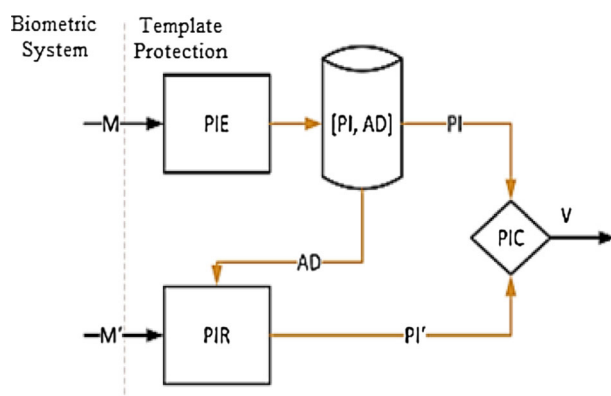 Biometric
System
Template
Protection
M
PIE
[PI, AD]
PI
V
PIC
AD
M'
PIR
PI'